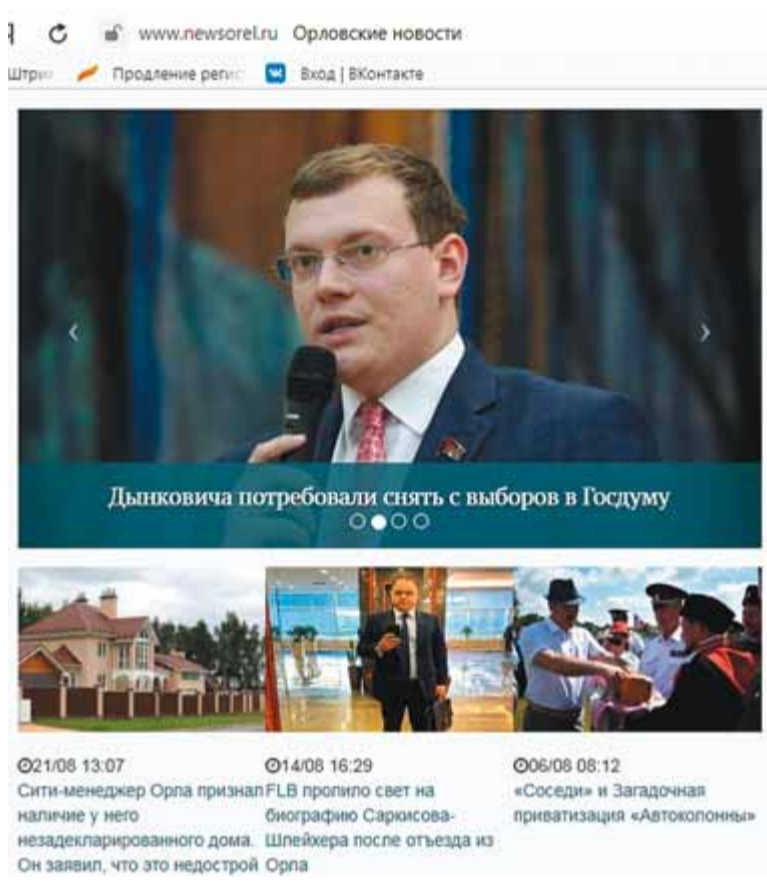 www.newsorel.ru Орловские новости
Продление регис
Вход | ВКонтакте
Дынковича потребовали снять с выборов в Госдуму
21/08 13:07
Сити-менеджер Орла признал
наличие у него
незадекларированного дома.
Он заявил, что это недострой
14/08 16:29
FLB пролило свет на
биографию Саркисова-
Шлейхера после отъезда из
Орла
06/08 08:12
«Соседи» и Загадочная
приватизация «Автоколонны»